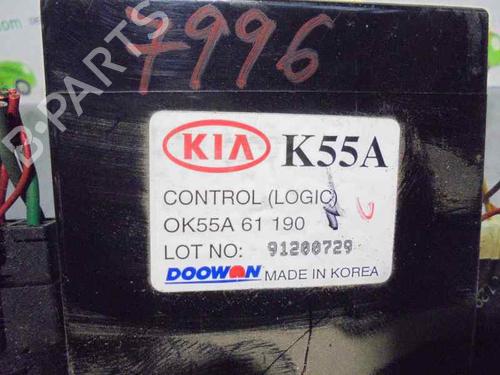 7996
B-PARTS
KIA K55A
CONTROL (LOGIC)
OK55A 61 190
LOT NO: 91200729
DOOWON MADE IN KOREA